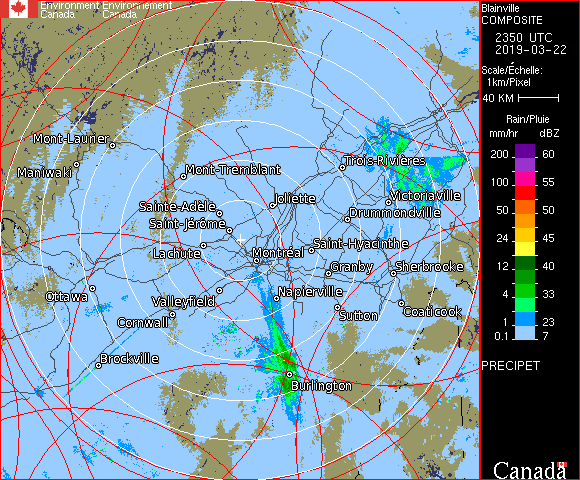 Environment Environnement
Canada Canada
Blainville
COMPOSITE
2350 UTC
2019-03-22
Scale/Échelle:
1km/Pixel
40 KM
Rain/Pluie
mm/hr dBZ
200 60
100 55
50 50
24 45
12 40
4 33
1 23
0.1 7
PRECIPET
Canada
Mont-Laurier
Maniwaki
Mont-Tremblant
Trois-Rivières
Sainte-Adèle
Joliette
Victoriaville
Saint-Jérôme
Drummondville
Lachute
Montréal
Saint-Hyacinthe
Granby
Sherbrooke
Ottawa
Valleyfield
Napierville
Cornwall
Sutton
Coaticook
Brockville
Burlington